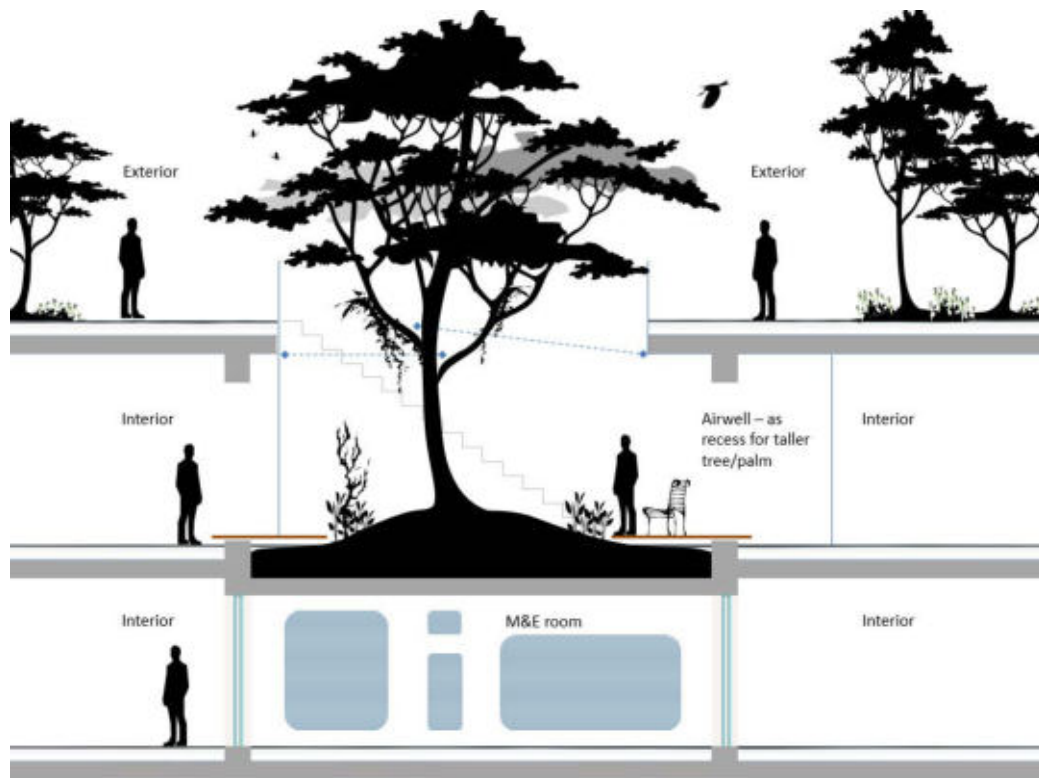 Exterior
Exterior
Interior
Airwell – as
recess for taller
tree/palm
Interior
Interior
M&E room
Interior